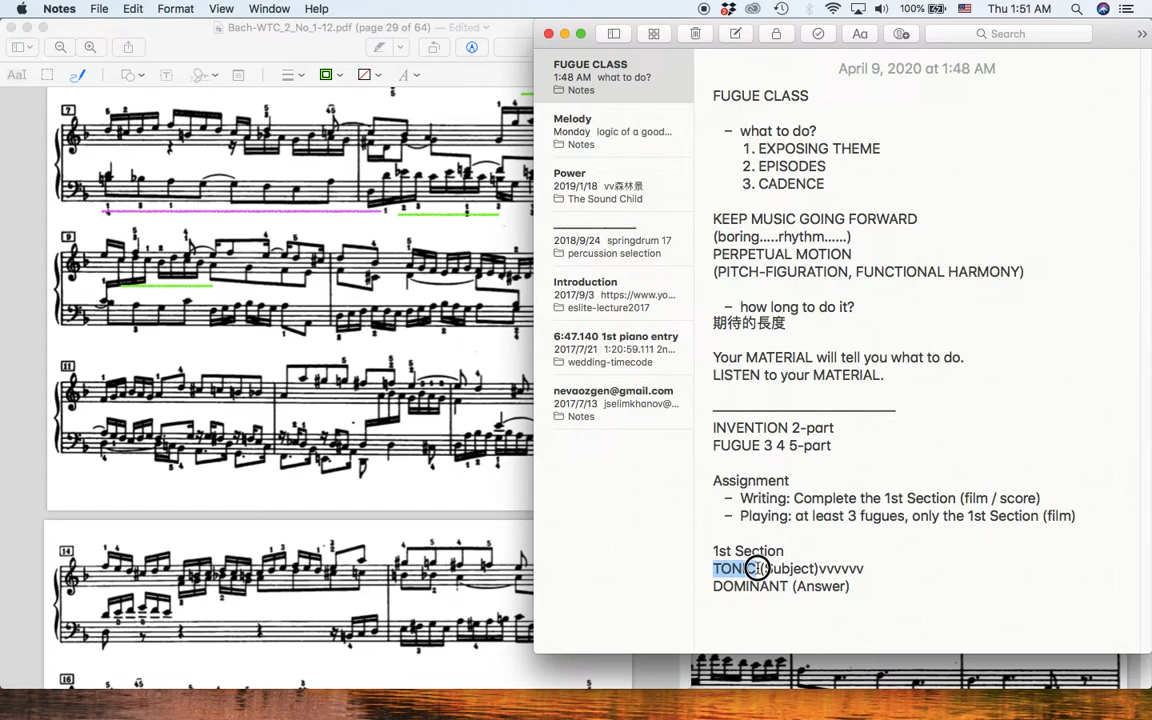 Notes File Edit Format View Window Help
100% Thu 1:51 AM
Bach-WTC_2_No_1-12.pdf (page 29 of 64) — Edited
Search
FUGUE CLASS
1:48 AM what to do?
Notes
Melody
Monday logic of a good...
Notes
Power
2019/1/18 vv森林景
The Sound Child
2018/9/24 springdrum 17
percussion selection
Introduction
2017/9/3 https://www.yo...
eslite-lecture2017
6:47.140 1st piano entry
2017/7/21 1:20:59.111 2n...
wedding-timecode
nevaozgen@gmail.com
2017/7/13 jselimkhanov@...
Notes
April 9, 2020 at 1:48 AM
FUGUE CLASS
– what to do?
1. EXPOSING THEME
2. EPISODES
3. CADENCE
KEEP MUSIC GOING FORWARD
(boring.....rhythm......)
PERPETUAL MOTION
(PITCH-FIGURATION, FUNCTIONAL HARMONY)
– how long to do it?
期待的長度
Your MATERIAL will tell you what to do.
LISTEN to your MATERIAL.
INVENTION 2-part
FUGUE 3 4 5-part
Assignment
– Writing: Complete the 1st Section (film / score)
– Playing: at least 3 fugues, only the 1st Section (film)
1st Section
TONIC (Subject)vvvvvv
DOMINANT (Answer)
7
9
11
14
16